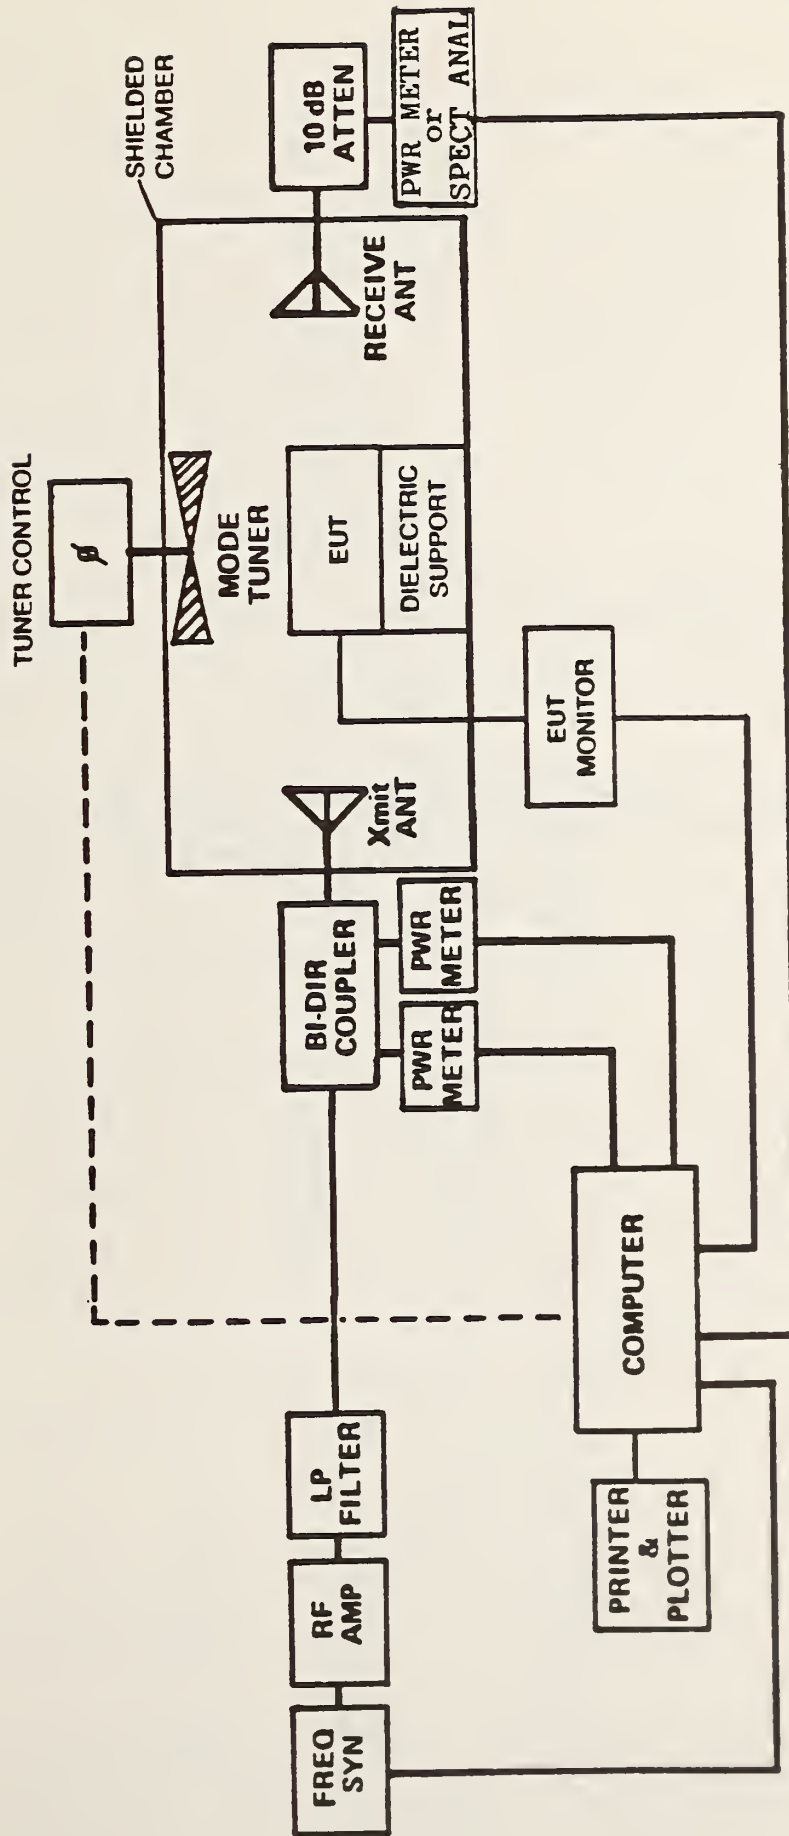 TUNER CONTROL
ø
SHIELDED
CHAMBER
MODE
TUNER
10 dB
ATTEN
PWR METER
or
SPECT ANAL
RECEIVE
ANT
EUT
DIELECTRIC
SUPPORT
Xmit
ANT
EUT
MONITOR
BI-DIR
COUPLER
PWR
METER
PWR
METER
FREQ
SYN
RF
AMP
LP
FILTER
COMPUTER
PRINTER
&
PLOTTER